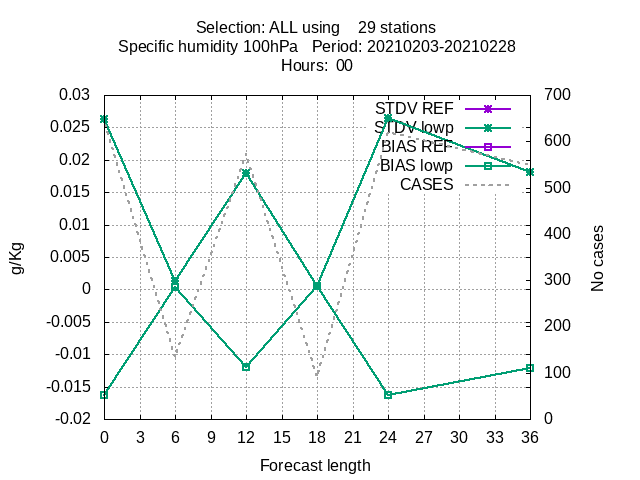 Selection: ALL using    29 stations
Specific humidity 100hPa   Period: 20210203-20210228
Hours:  00
0.03
0.025
0.02
0.015
0.01
0.005
0
-0.005
-0.01
-0.015
-0.02
g/Kg
STDV REF
STDV lowp
BIAS REF
BIAS lowp
CASES
700
600
500
400
300
200
100
0
No cases
0 3 6 9 12 15 18 21 24 27 30 33 36
Forecast length